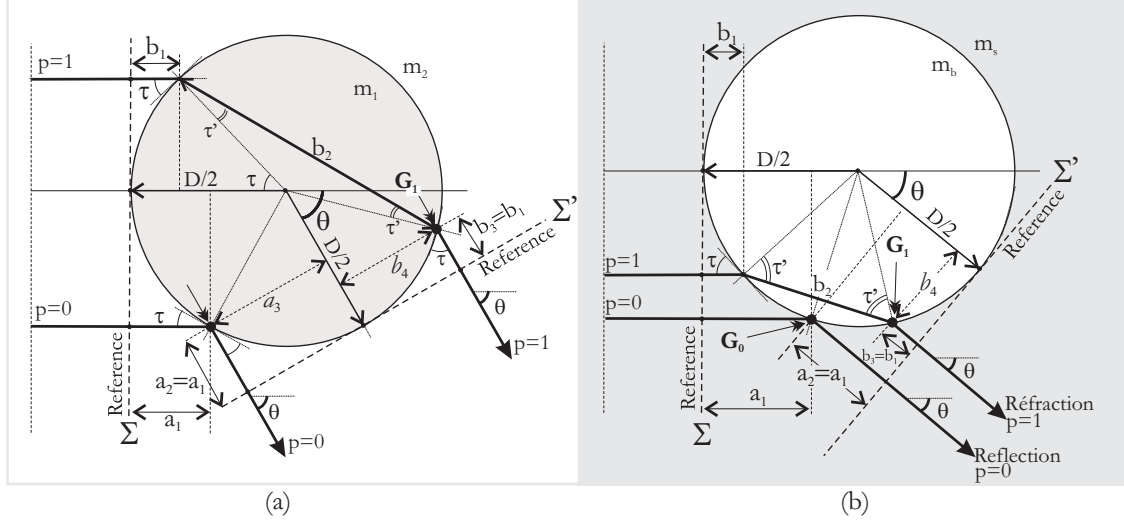 b₁
p=1
τ
τ'
b₂
m₁
m₂
D/2
τ
θ
G₁
τ'
b₃=b₁
Σ'
Reference
D/2
b₄
τ
a₃
θ
p=1
p=0
τ
a₂=a₁
Reference
a₁
θ
Σ
p=0
(a)
b₁
mₛ
m_b
D/2
θ
Σ'
D/2
Reference
G₁
p=1
τ
τ'
b₂
τ'
b₄
p=0
G₀
b₃=b₁
θ
a₂=a₁
Reference
a₁
θ
Réfraction
p=1
Σ
Reflection
p=0
(b)